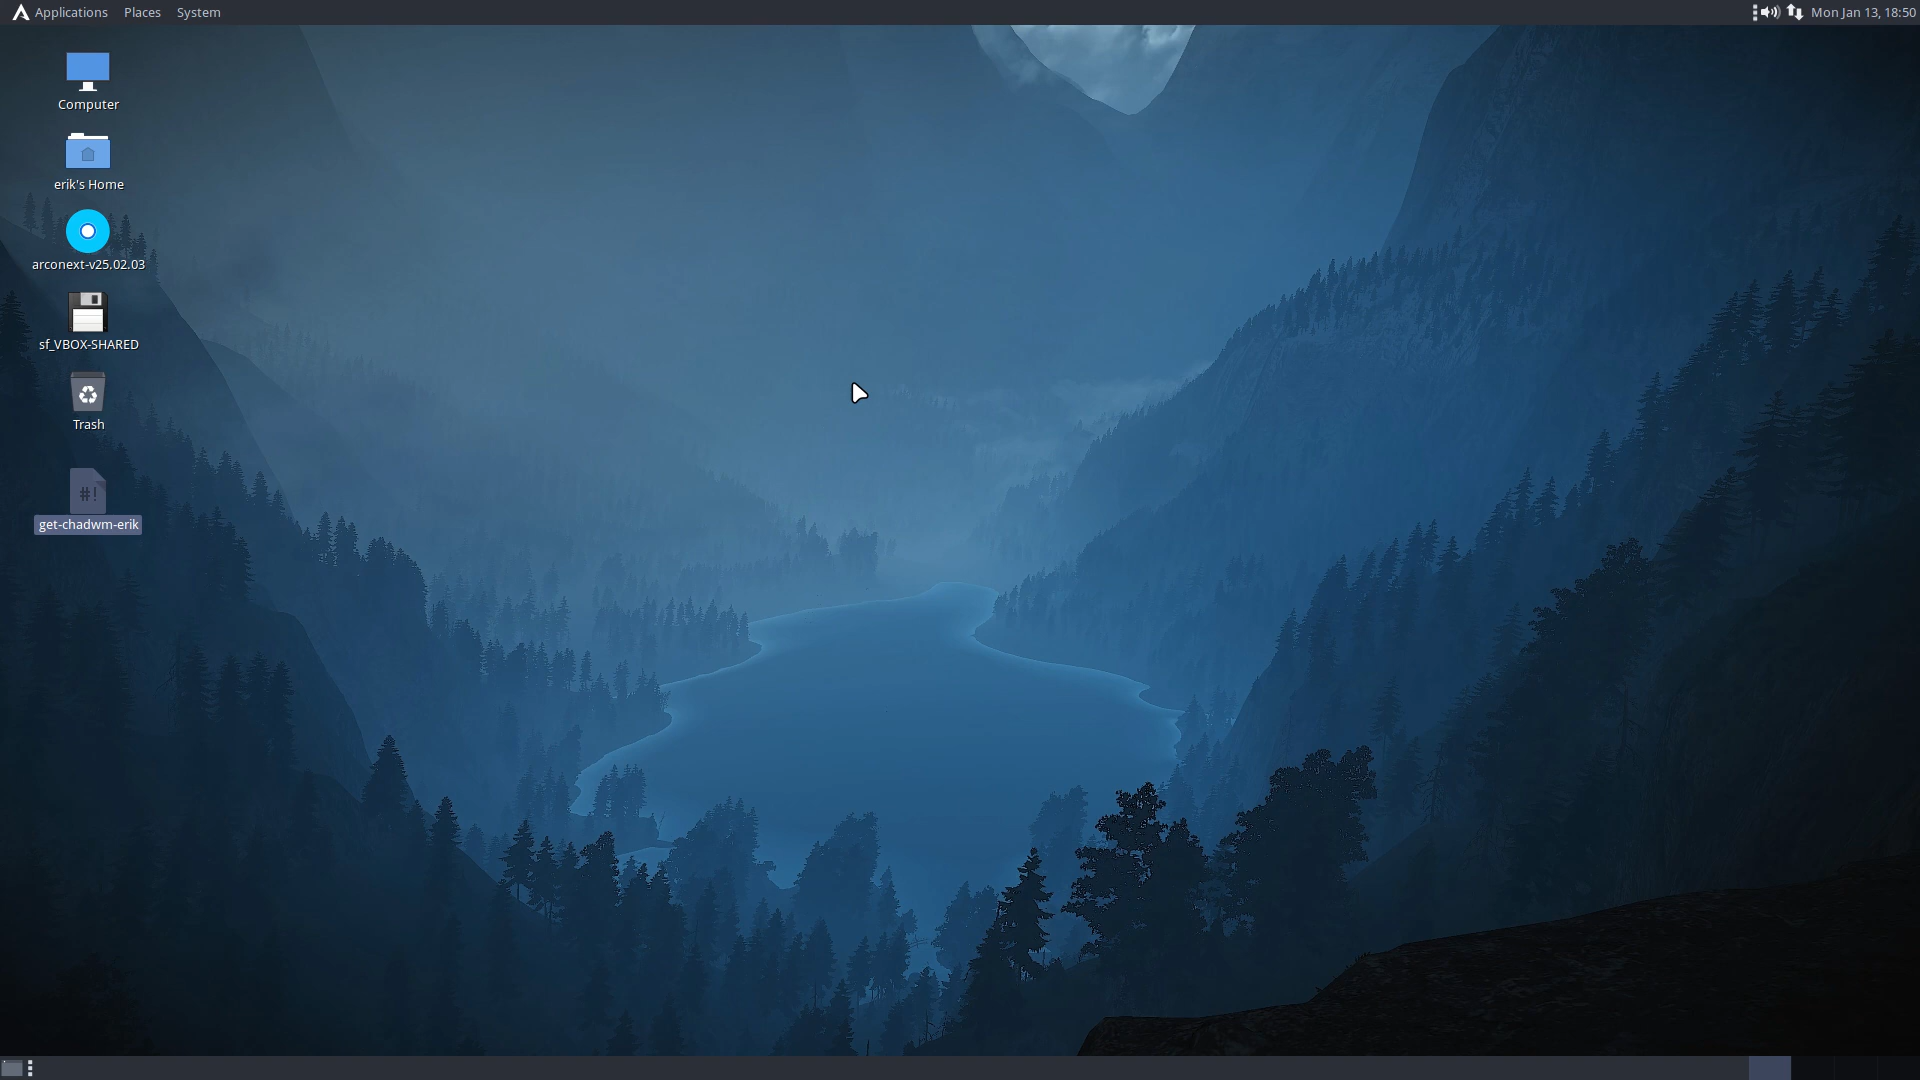 Applications Places System Mon Jan 13, 18:50
Computer
erik's Home
arconext-v25.02.03
sf_VBOX-SHARED
Trash
#!
get-chadwm-erik